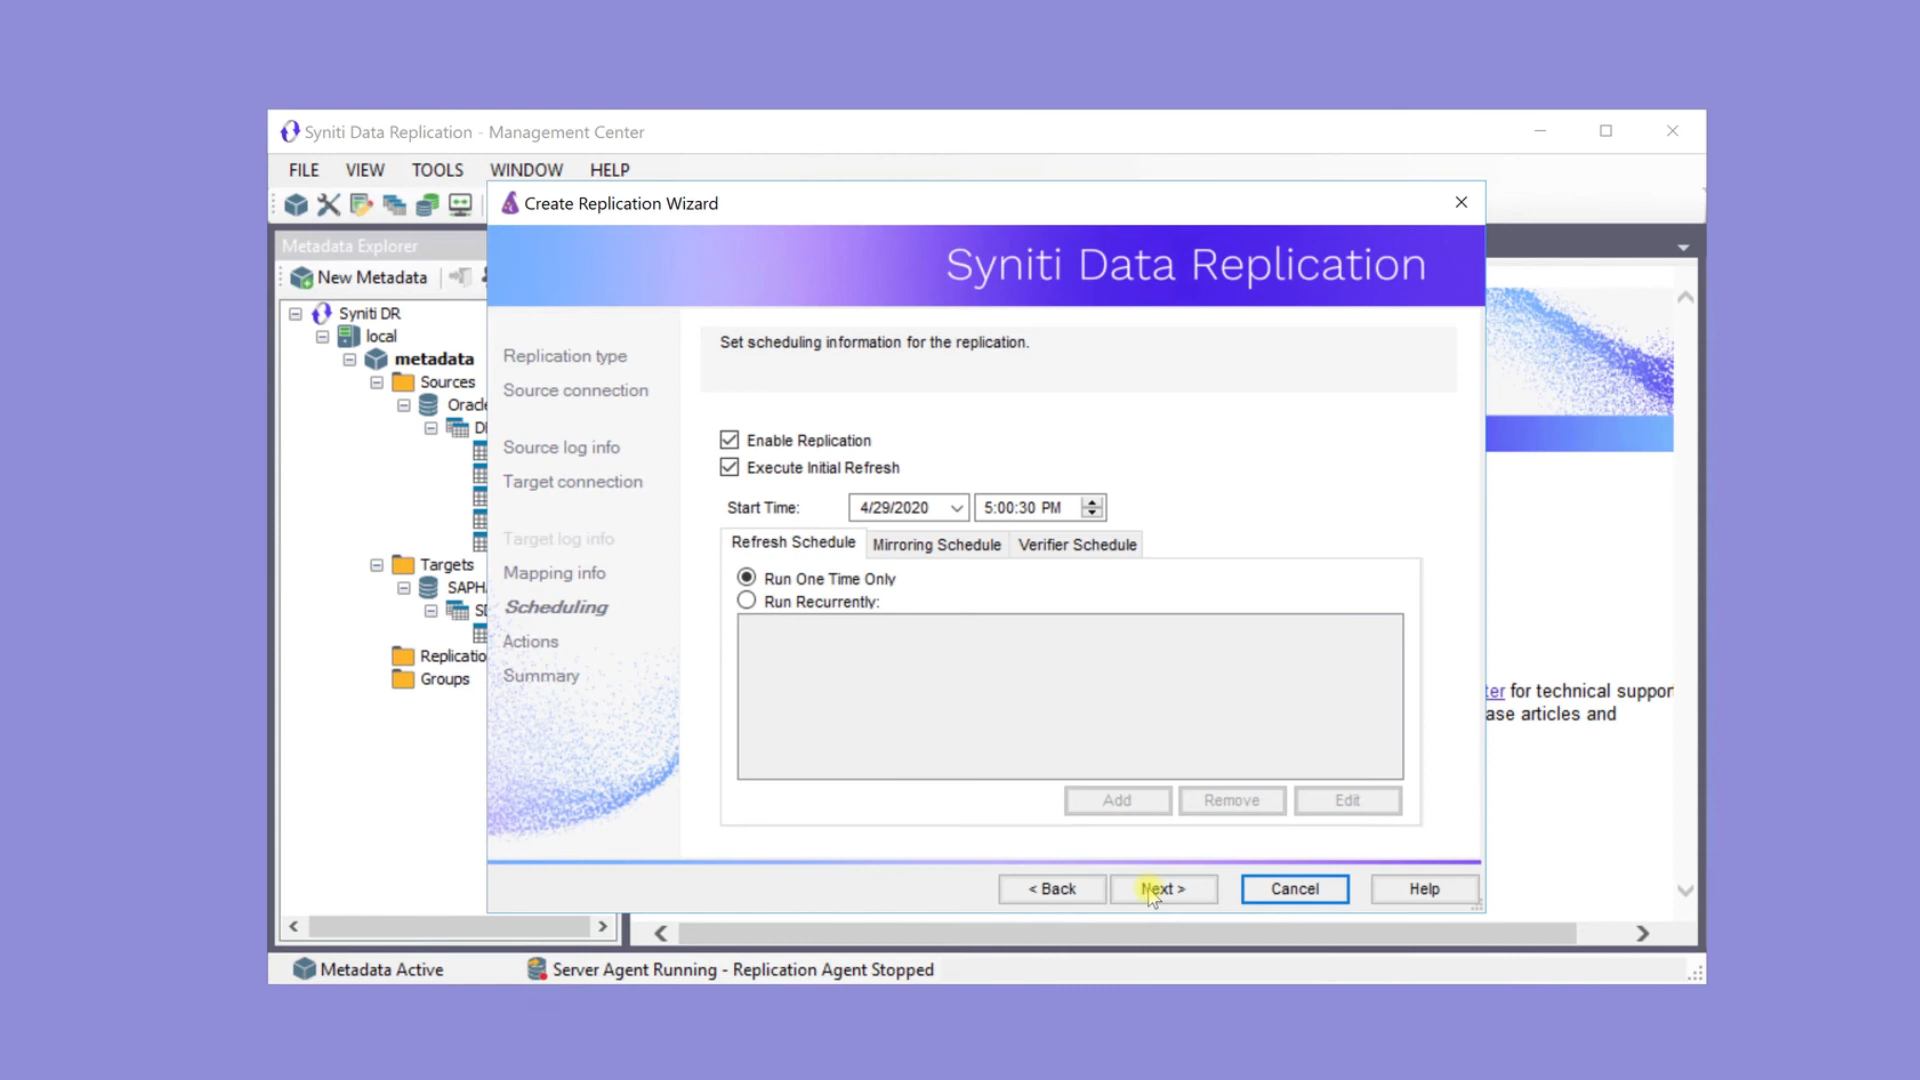 Syniti Data Replication - Management Center
FILE VIEW TOOLS WINDOW HELP
Create Replication Wizard
Syniti Data Replication
Metadata Explorer
New Metadata
Syniti DR
local
metadata
Sources
Oracle
Targets
SAPH
Replicatio
Groups
Replication type
Source connection
Source log info
Target connection
Target log info
Mapping info
Scheduling
Actions
Summary
Set scheduling information for the replication.
Enable Replication
Execute Initial Refresh
Start Time: 4/29/2020 5:00:30 PM
Refresh Schedule Mirroring Schedule Verifier Schedule
Run One Time Only
Run Recurrently:
Add Remove Edit
< Back Next > Cancel Help
ter for technical suppor
ase articles and
Metadata Active Server Agent Running - Replication Agent Stopped